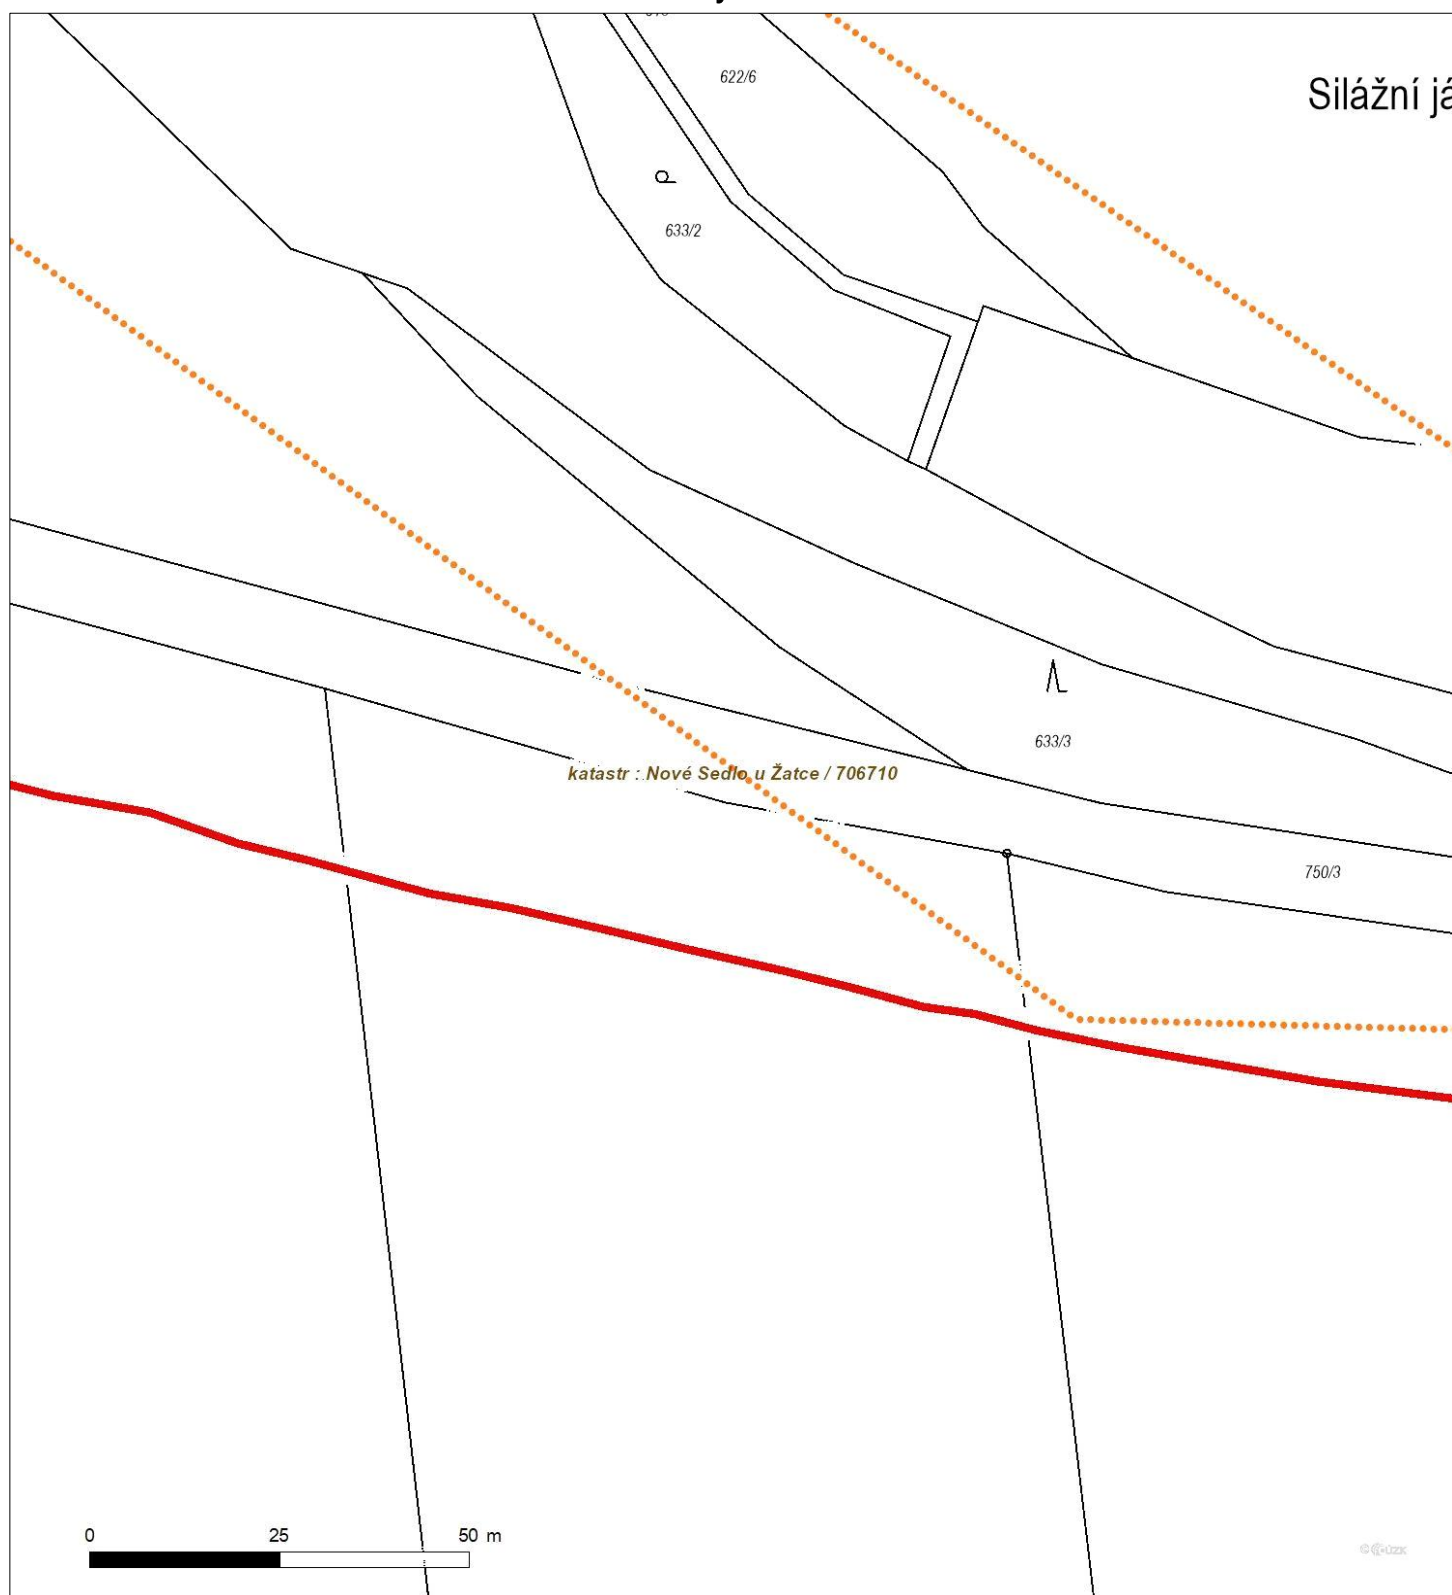 622/6
Silážní já
633/2
633/3
katastr : Nové Sedlo u Žatce / 706710
750/3
0 25 50 m